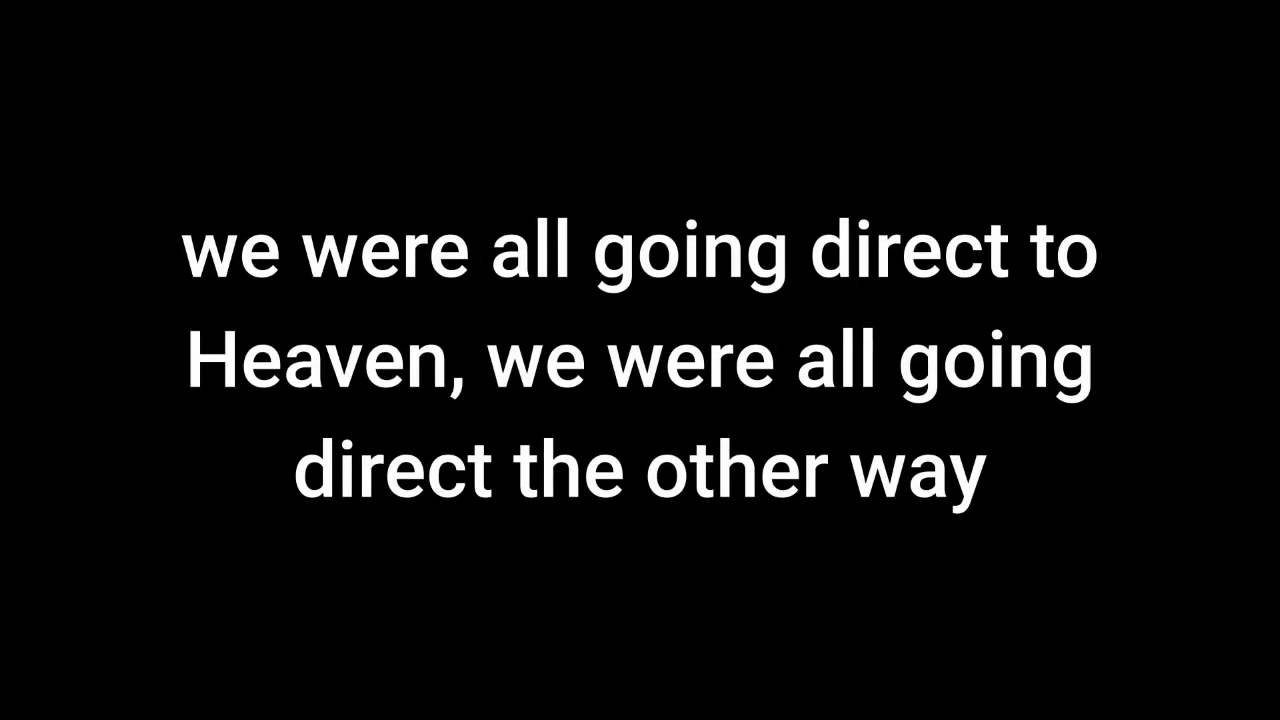 we were all going direct to
Heaven, we were all going
direct the other way